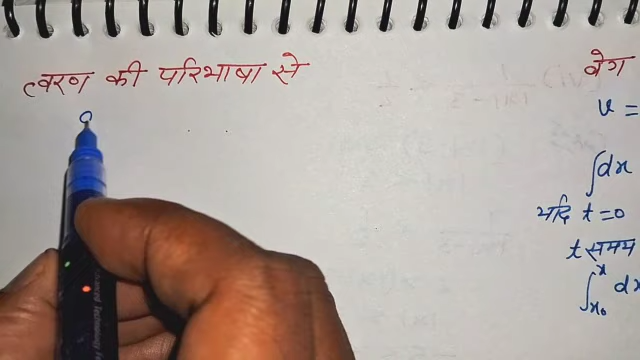 त्वरण की परिभाषा से
वेग
v =
∫dx
यदि t=0
t समय
∫ₓ₀ˣ dx